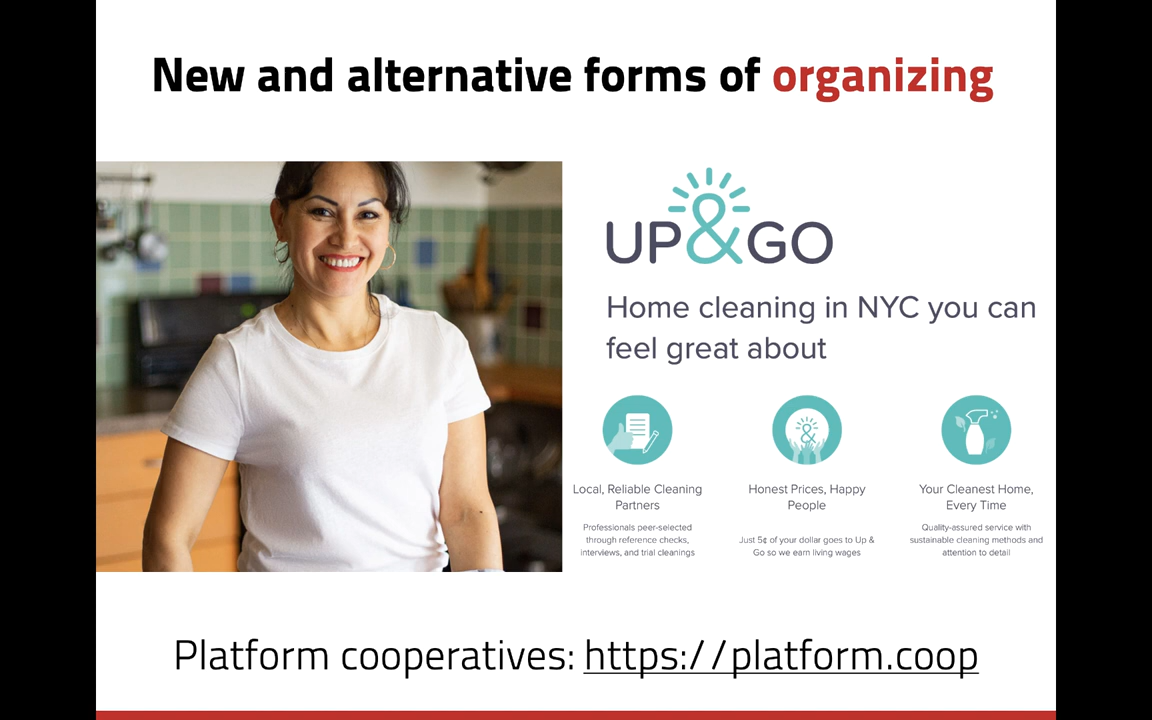 New and alternative forms of organizing
UP&GO
Home cleaning in NYC you can
feel great about
Local, Reliable Cleaning
Partners
Professionals peer-selected
through reference checks,
interviews, and trial cleanings
Honest Prices, Happy
People
Just 5¢ of your dollar goes to Up &
Go so we earn living wages
Your Cleanest Home,
Every Time
Quality-assured service with
sustainable cleaning methods and
attention to detail
Platform cooperatives: https://platform.coop